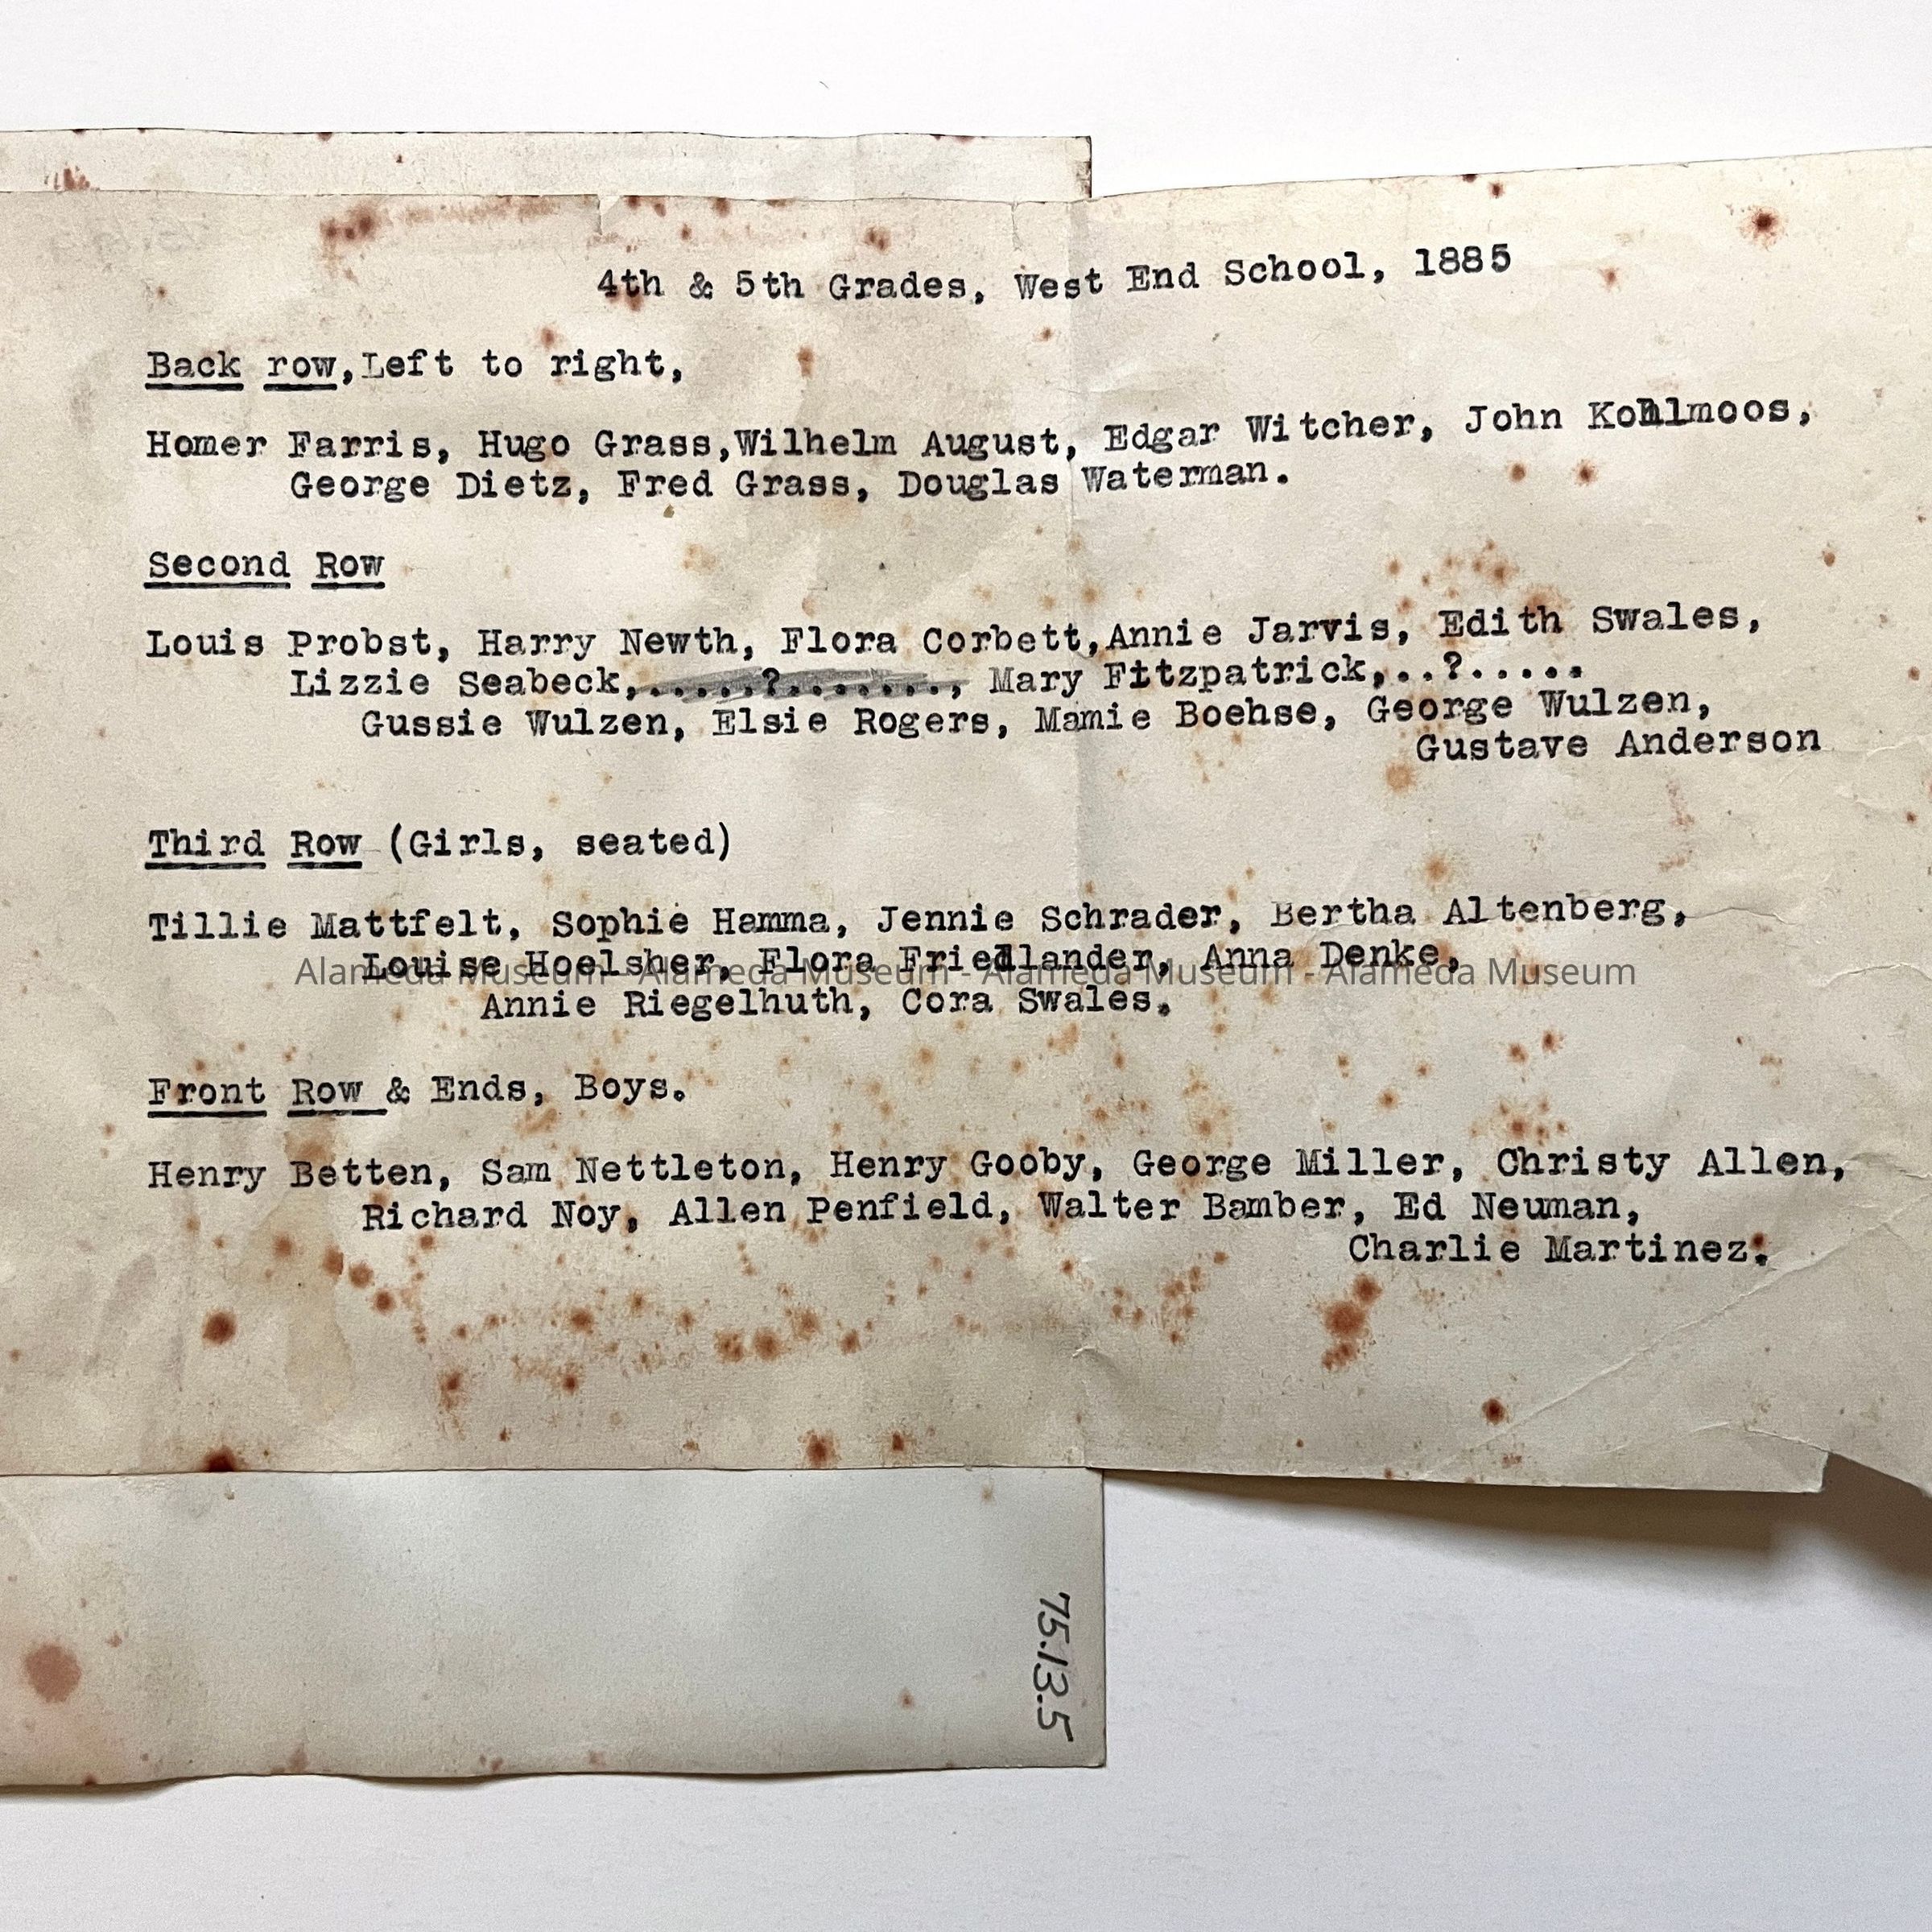 4th & 5th Grades, West End School, 1885
Back row,Left to right,
Homer Farris, Hugo Grass,Wilhelm August, Edgar Witcher, John Kohlmoos,
George Dietz, Fred Grass, Douglas Waterman.
Second Row
Louis Probst, Harry Newth, Flora Corbett,Annie Jarvis, Edith Swales,
Lizzie Seabeck,......?......., Mary Fitzpatrick,..?.....
Gussie Wulzen, Elsie Rogers, Mamie Boehse, George Wulzen,
Gustave Anderson
Third Row (Girls, seated)
Tillie Mattfelt, Sophie Hamma, Jennie Schrader, Bertha Altenberg,
Louise Hoelsher, Flora Friedlander, Anna Denke,
Alameda Museum - Alameda Museum - Alameda Museum - Alameda Museum
Annie Riegelhuth, Cora Swales.
Front Row & Ends, Boys.
Henry Betten, Sam Nettleton, Henry Gooby, George Miller, Christy Allen,
Richard Noy, Allen Penfield, Walter Bamber, Ed Neuman,
Charlie Martinez.
75.13.5